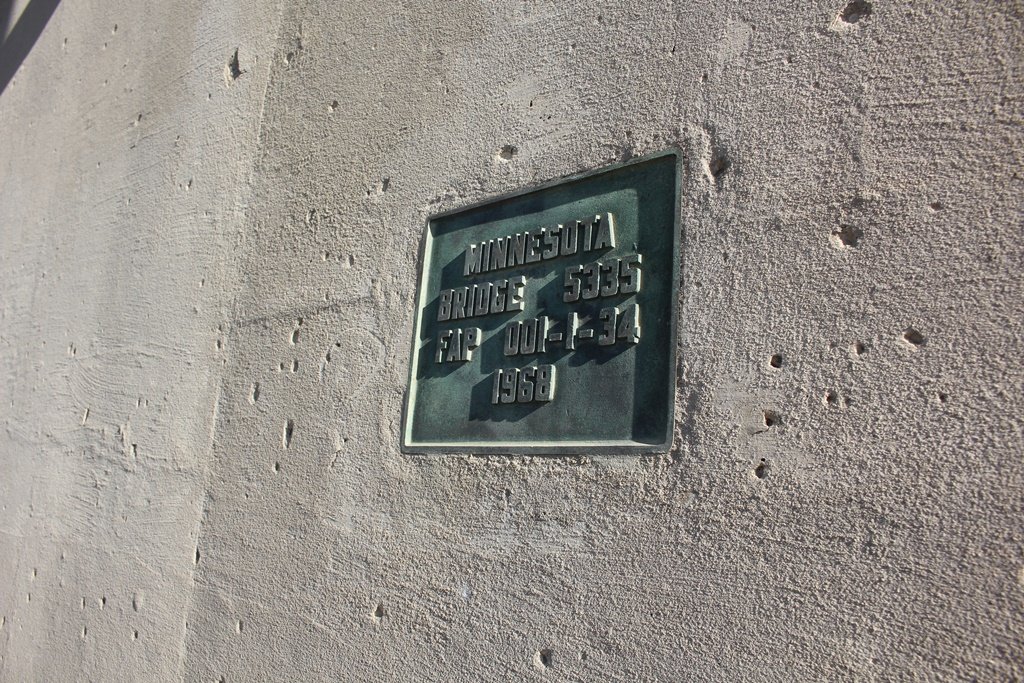 MINNESOTA
BRIDGE 5335
FAP 001-1-34
1968